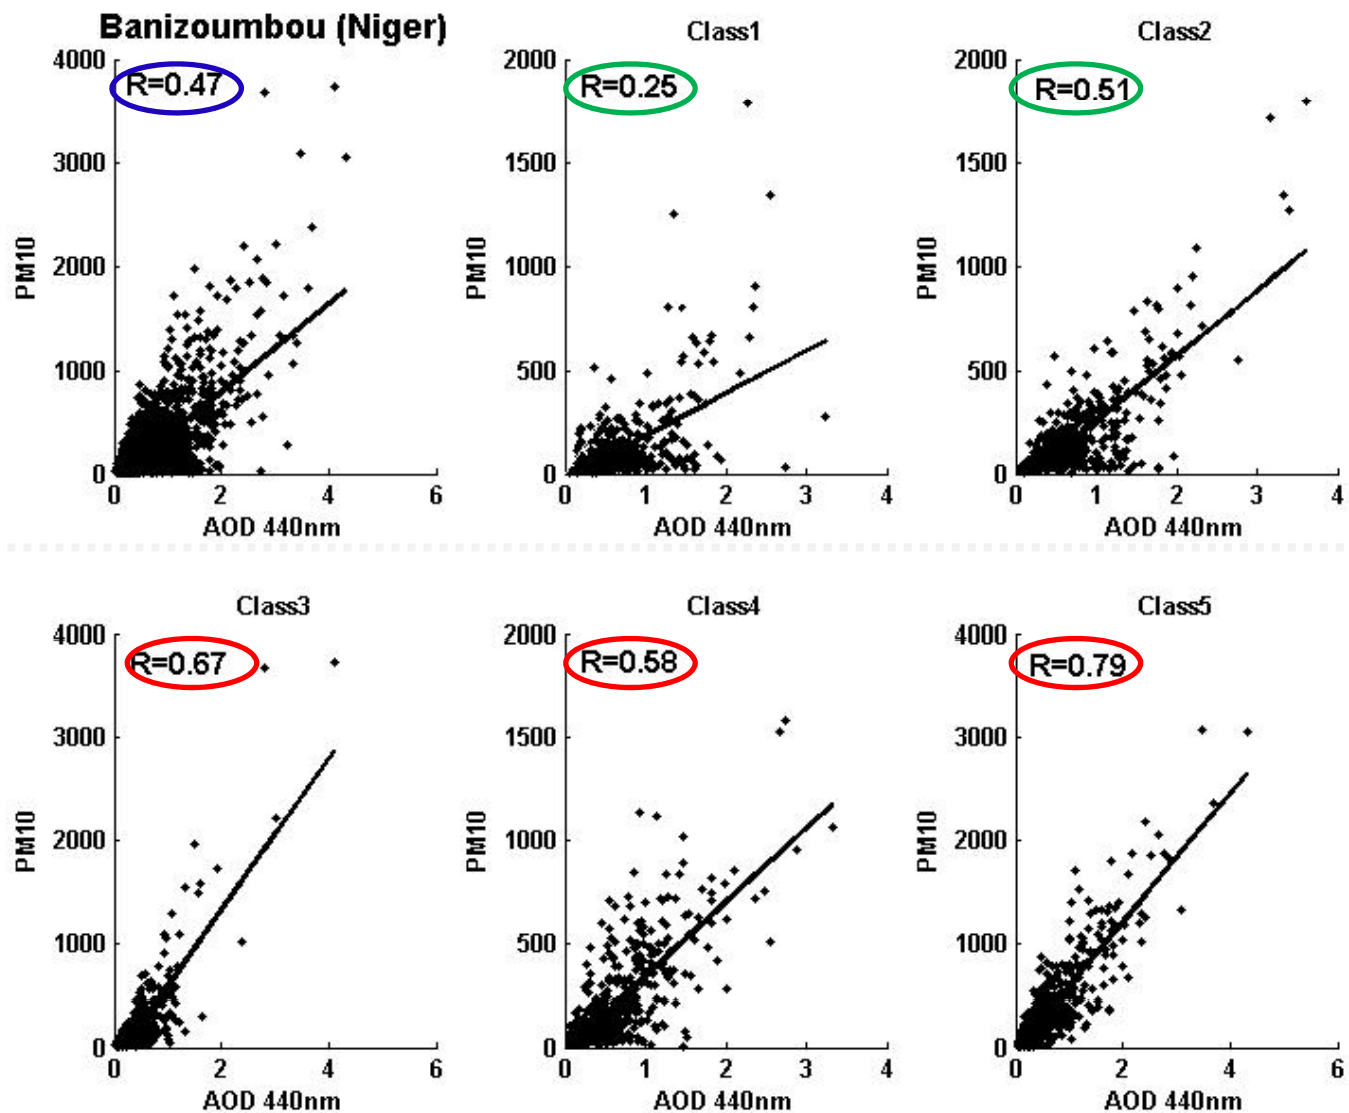 Banizoumbou (Niger)
R=0.47
4000
3000
2000
1000
0
PM10
0 2 4 6
AOD 440nm
Class1
R=0.25
2000
1500
1000
500
0
PM10
0 1 2 3 4
AOD 440nm
Class2
R=0.51
2000
1500
1000
500
0
PM10
0 1 2 3 4
AOD 440nm
Class3
R=0.67
4000
3000
2000
1000
0
PM10
0 2 4 6
AOD 440nm
Class4
R=0.58
2000
1500
1000
500
0
PM10
0 1 2 3 4
AOD 440nm
Class5
R=0.79
4000
3000
2000
1000
0
PM10
0 2 4 6
AOD 440nm